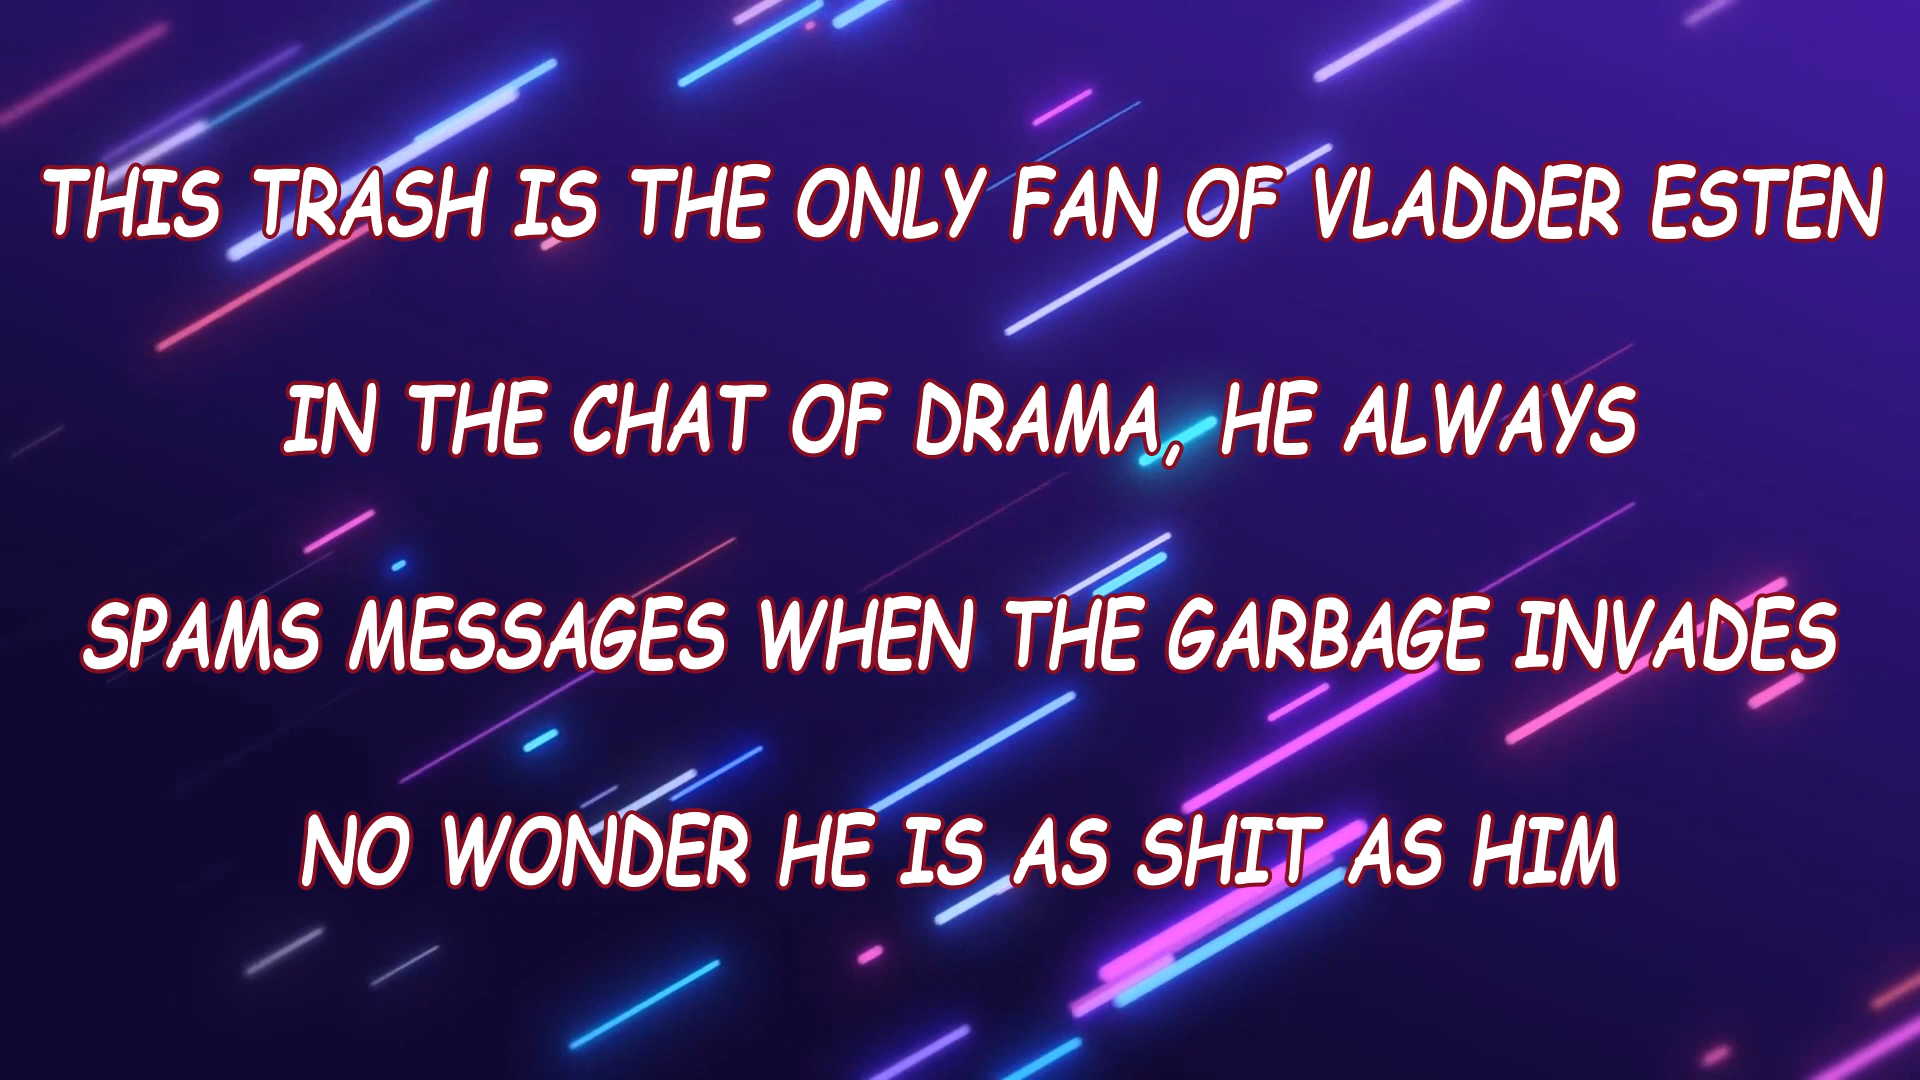 THIS TRASH IS THE ONLY FAN OF VLADDER ESTEN
IN THE CHAT OF DRAMA, HE ALWAYS
SPAMS MESSAGES WHEN THE GARBAGE INVADES
NO WONDER HE IS AS SHIT AS HIM